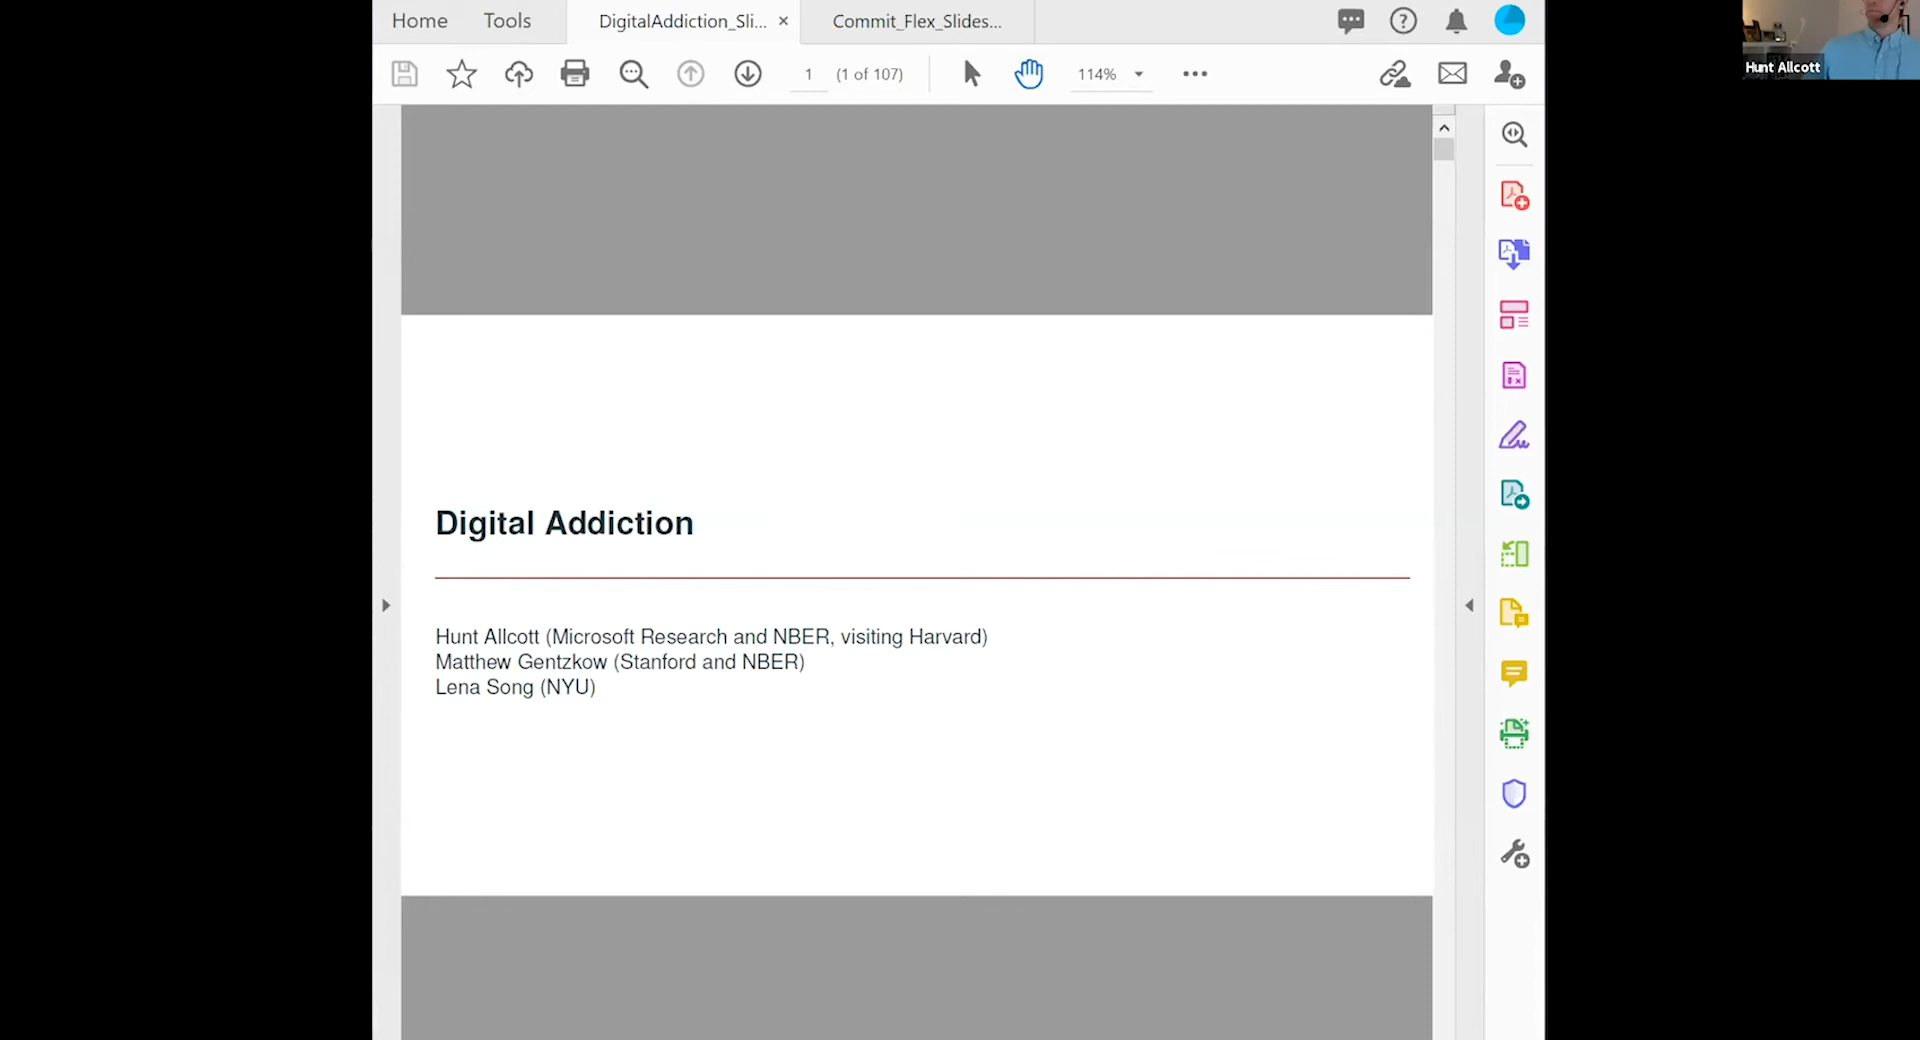 Home Tools DigitalAddiction_Sli... × Commit_Flex_Slides...
1 (1 of 107) 114%
Hunt Allcott
Digital Addiction
Hunt Allcott (Microsoft Research and NBER, visiting Harvard)
Matthew Gentzkow (Stanford and NBER)
Lena Song (NYU)